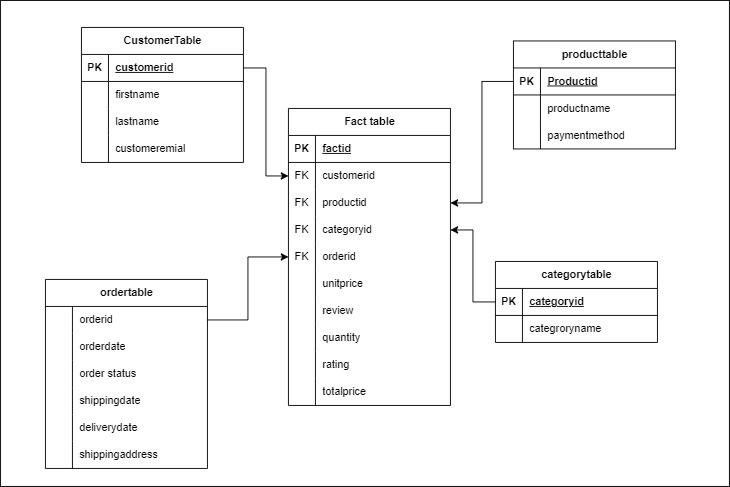 CustomerTable
PK customerid
firstname
lastname
customeremial
producttable
PK Productid
productname
paymentmethod
Fact table
PK factid
FK customerid
FK productid
FK categoryid
FK orderid
unitprice
review
quantity
rating
totalprice
ordertable
orderid
orderdate
order status
shippingdate
deliverydate
shippingaddress
categorytable
PK categoryid
categroryname